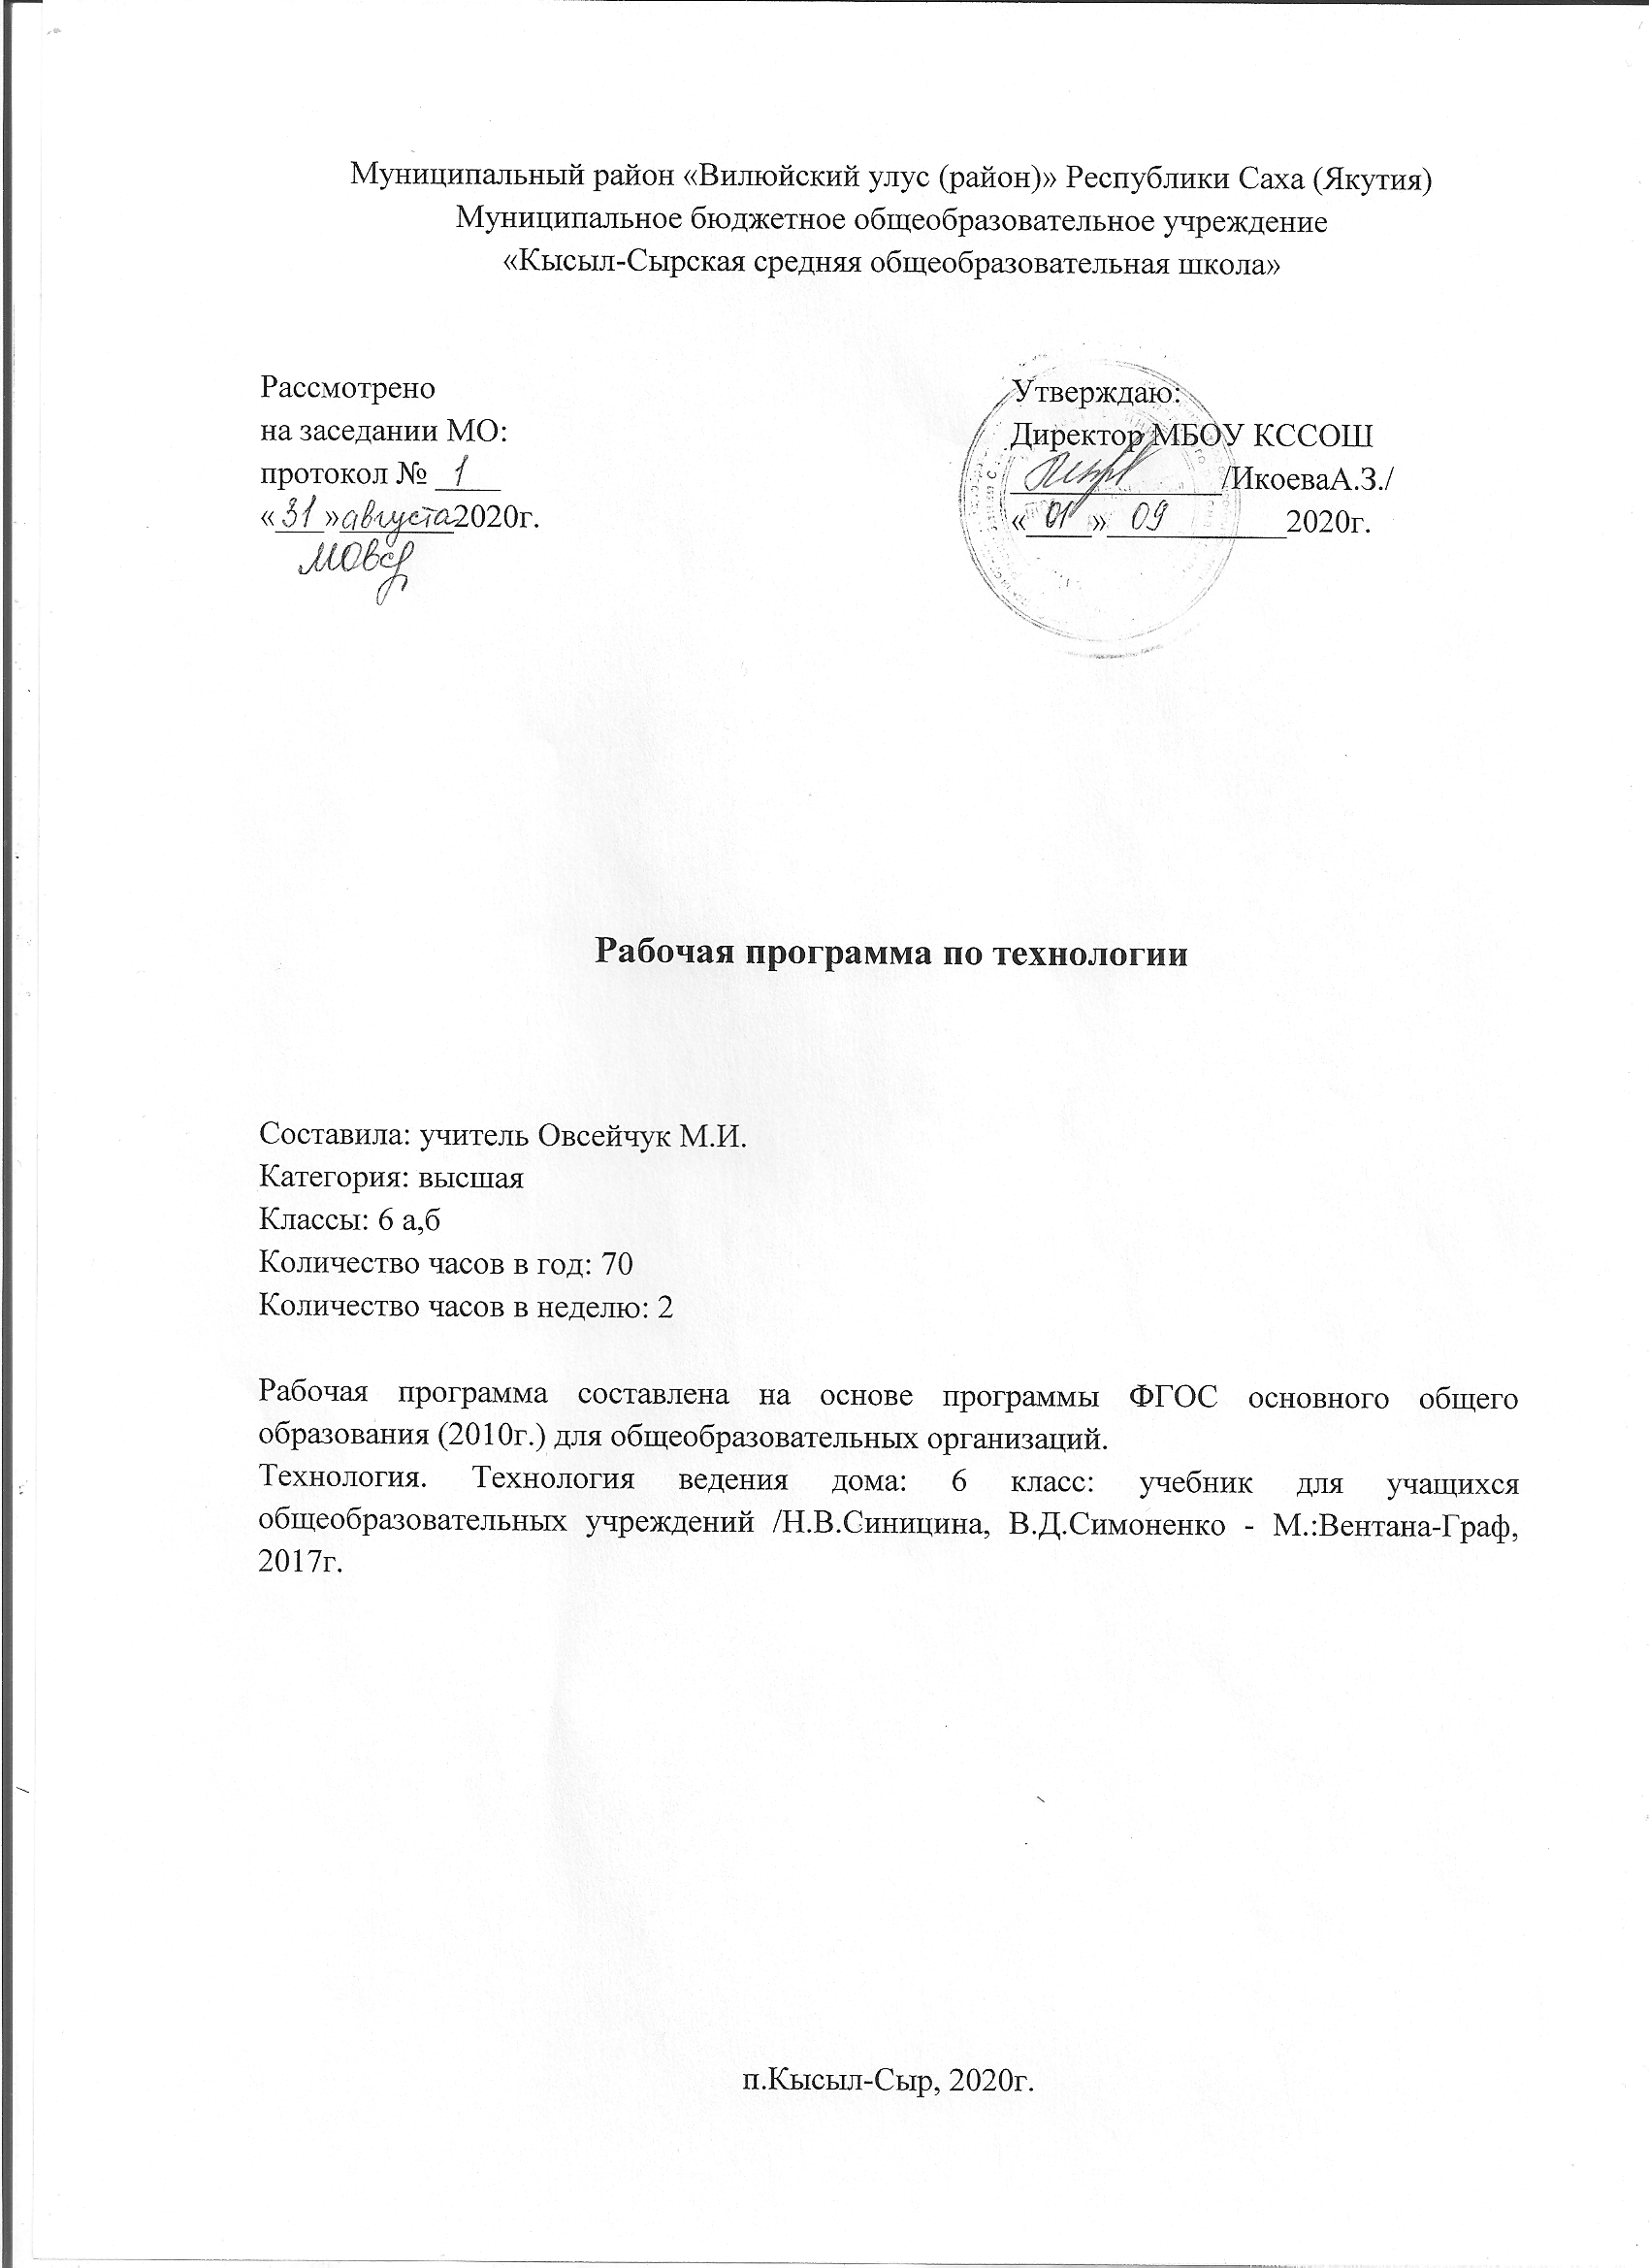 Муниципальный район «Вилюйский улус (район)» Республики Саха (Якутия)
Муниципальное бюджетное общеобразовательное учреждение
«Кысыл-Сырская средняя общеобразовательная школа»
Рассмотрено
на заседании МО:
протокол № 1
«31» августа 2020г.
МОвс
Утверждаю:
Директор МБОУ КССОШ
/ИкоеваА.З./
«01» 09 2020г.
Рабочая программа по технологии
Составила: учитель Овсейчук М.И.
Категория: высшая
Классы: 6 а,б
Количество часов в год: 70
Количество часов в неделю: 2
Рабочая программа составлена на основе программы ФГОС основного общего
образования (2010г.) для общеобразовательных организаций.
Технология. Технология ведения дома: 6 класс: учебник для учащихся
общеобразовательных учреждений /Н.В.Синицина, В.Д.Симоненко - М.:Вентана-Граф,
2017г.
п.Кысыл-Сыр, 2020г.